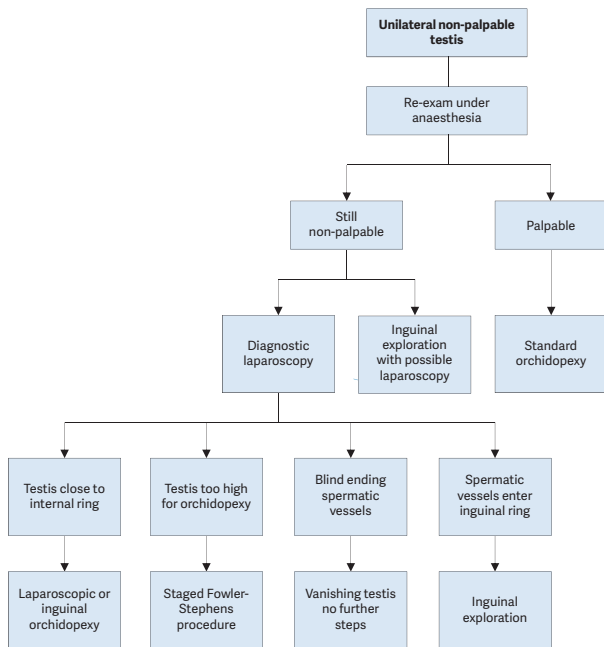 Unilateral non-palpable
testis
Re-exam under
anaesthesia
Still
non-palpable
Palpable
Diagnostic
laparoscopy
Inguinal
exploration
with possible
laparoscopy
Standard
orchidopexy
Testis close to
internal ring
Testis too high
for orchidopexy
Blind ending
spermatic
vessels
Spermatic
vessels enter
inguinal ring
Laparoscopic or
inguinal
orchidopexy
Staged Fowler-
Stephens
procedure
Vanishing testis
no further
steps
Inguinal
exploration